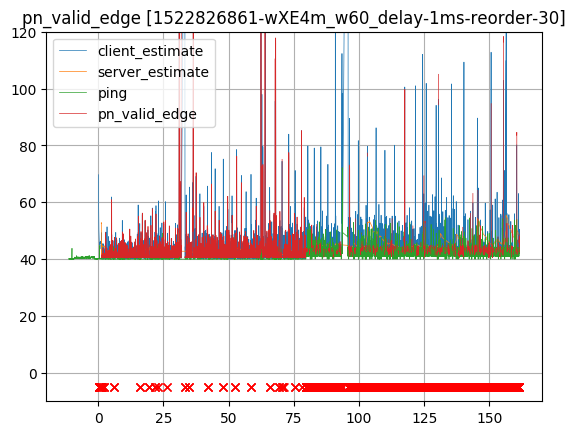 pn_valid_edge [1522826861-wXE4m_w60_delay-1ms-reorder-30]
120
100
80
60
40
20
0
client_estimate
server_estimate
ping
pn_valid_edge
0
25
50
75
100
125
150